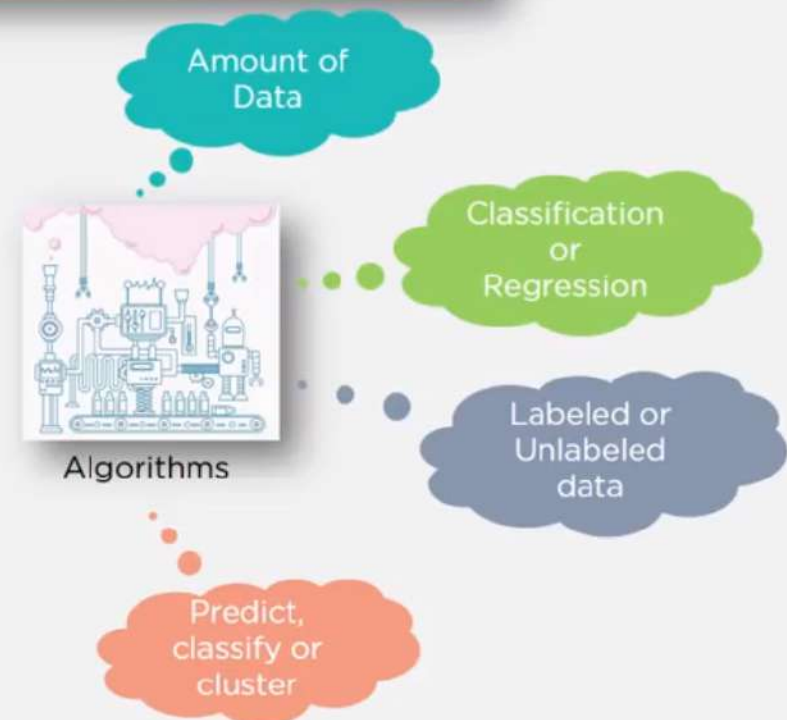 Amount of
Data
Classification
or
Regression
Labeled or
Unlabeled
data
Algorithms
Predict,
classify or
cluster